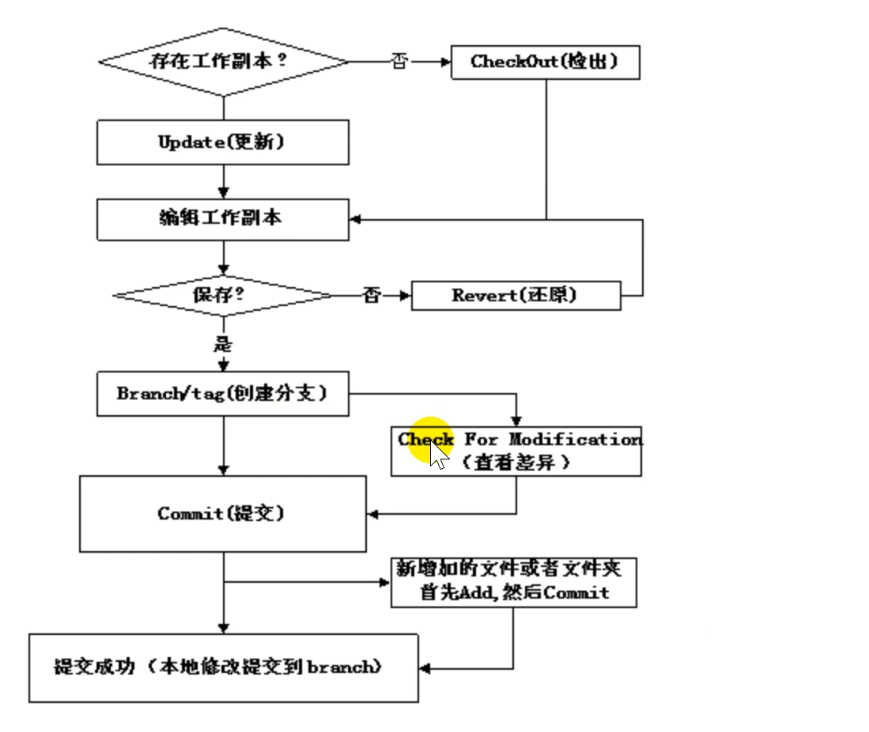 存在工作副本？
否
CheckOut(检出)
Update(更新)
编辑工作副本
保存?
否
Revert(还原)
是
Branch/tag(创建分支)
Check For Modification
（查看差异）
Commit(提交)
新增加的文件或者文件夹
首先Add,然后Commit
提交成功（本地修改提交到branch）